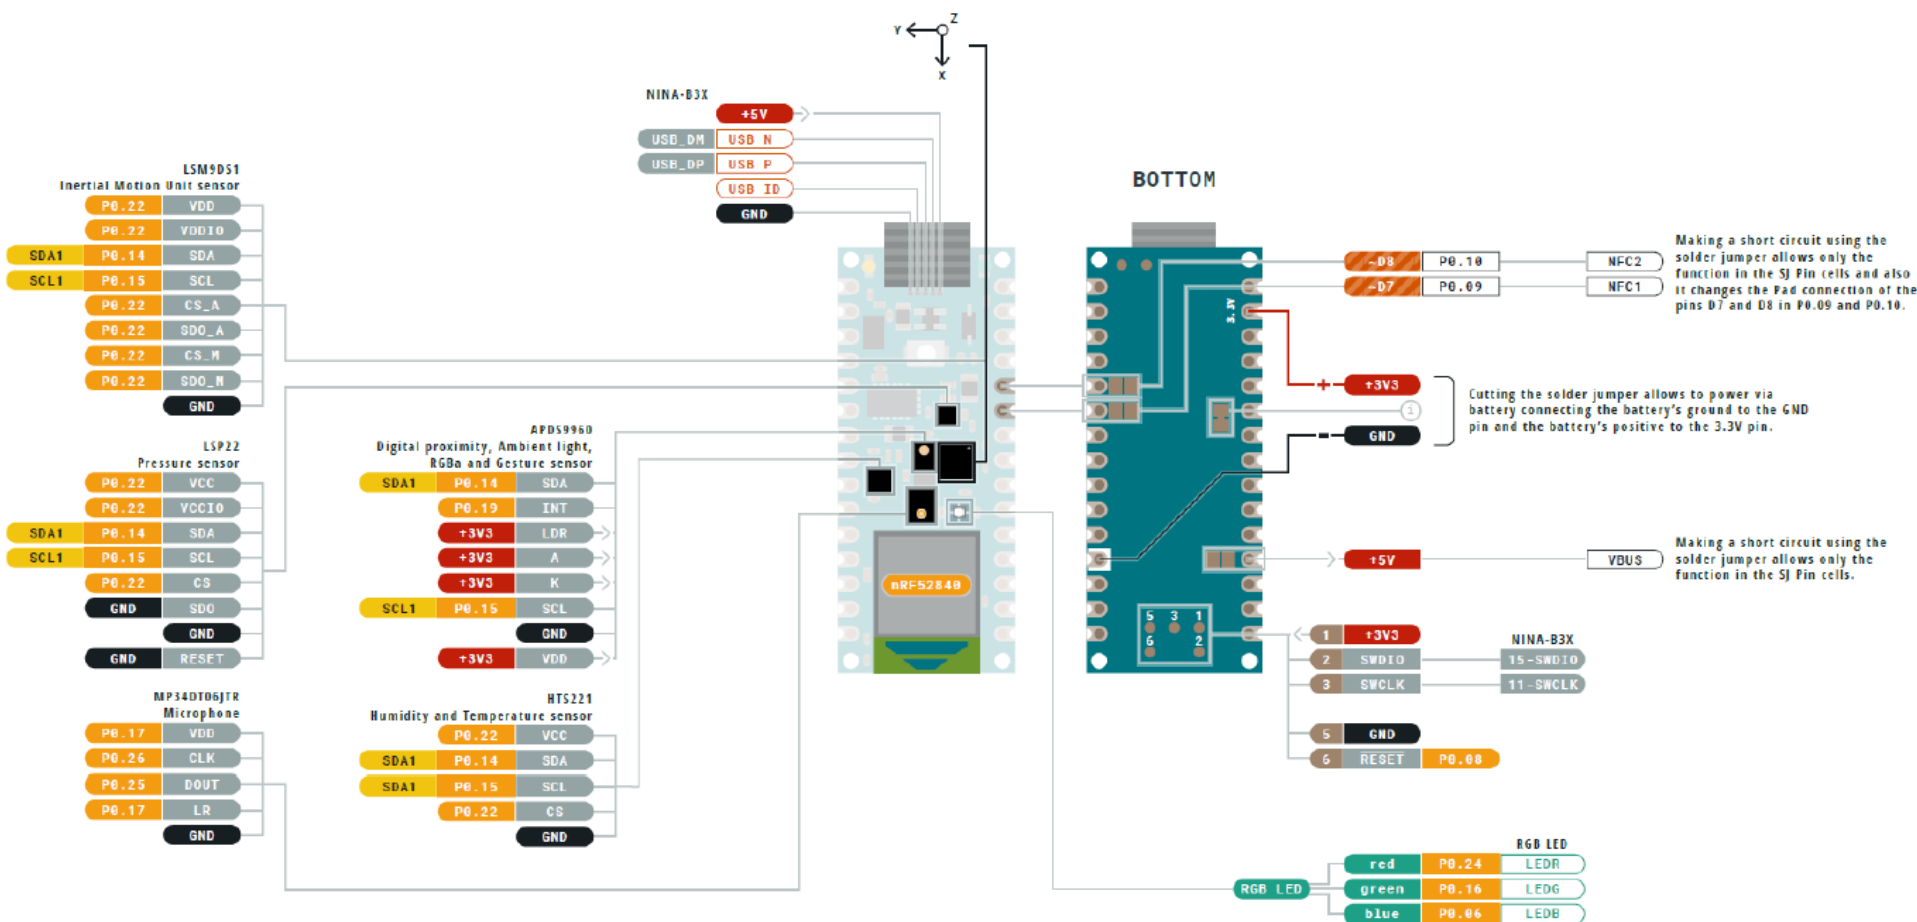 Z
Y
X
NINA-B3X
+5V
USB_DM USB N
USB_DP USB P
USB ID
GND
LSM9DS1
Inertial Motion Unit sensor
P0.22 VDD
P0.22 VDDIO
SDA1 P0.14 SDA
SCL1 P0.15 SCL
P0.22 CS_A
P0.22 SDO_A
P0.22 CS_M
P0.22 SDO_M
GND
LSP22
Pressure sensor
P0.22 VCC
P0.22 VCCIO
SDA1 P0.14 SDA
SCL1 P0.15 SCL
P0.22 CS
GND SDO
GND
GND RESET
MP34DT06JTR
Microphone
P0.17 VDD
P0.26 CLK
P0.25 DOUT
P0.17 LR
GND
APDS9960
Digital proximity, Ambient light,
RGBa and Gesture sensor
SDA1 P0.14 SDA
P0.19 INT
+3V3 LDR
+3V3 A
+3V3 K
SCL1 P0.15 SCL
GND
+3V3 VDD
HTS221
Humidity and Temperature sensor
P0.22 VCC
SDA1 P0.14 SDA
SDA1 P0.15 SCL
P0.22 CS
GND
nRF52840
BOTTOM
3.3V
5 3 1
6 2
~D8 P0.10 NFC2
~D7 P0.09 NFC1
Making a short circuit using the
solder jumper allows only the
function in the SJ Pin cells and also
it changes the Pad connection of the
pins D7 and D8 in P0.09 and P0.10.
+ +3V3
i
- GND
Cutting the solder jumper allows to power via
battery connecting the battery's ground to the GND
pin and the battery's positive to the 3.3V pin.
+5V VBUS
Making a short circuit using the
solder jumper allows only the
function in the SJ Pin cells.
NINA-B3X
1 +3V3
2 SWDIO 15-SWDIO
3 SWCLK 11-SWCLK
5 GND
6 RESET P0.08
RGB LED
RGB LED
red P0.24 LEDR
green P0.16 LEDG
blue P0.06 LEDB